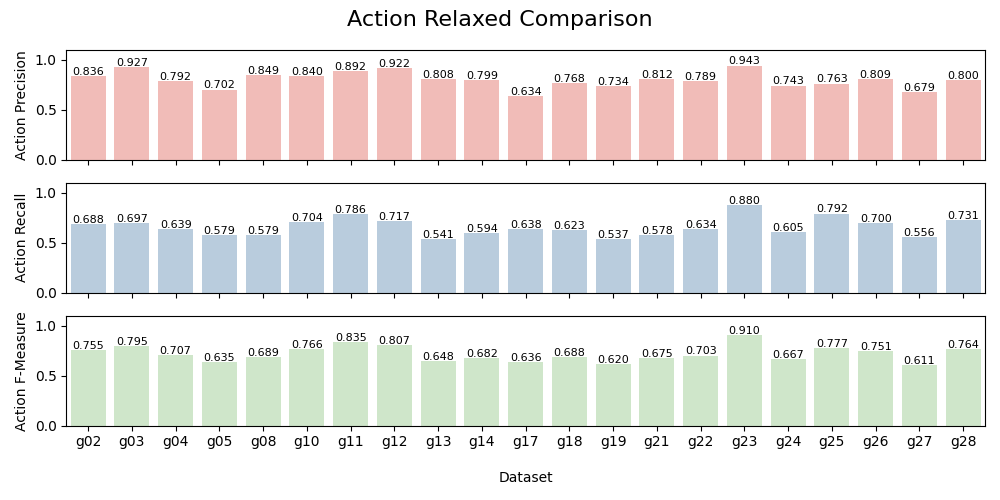 Action Relaxed Comparison
Action Precision
1.0
0.5
0.0
0.836 0.927 0.792 0.702 0.849 0.840 0.892 0.922 0.808 0.799 0.634 0.768 0.734 0.812 0.789 0.943 0.743 0.763 0.809 0.679 0.800
Action Recall
1.0
0.5
0.0
0.688 0.697 0.639 0.579 0.579 0.704 0.786 0.717 0.541 0.594 0.638 0.623 0.537 0.578 0.634 0.880 0.605 0.792 0.700 0.556 0.731
Action F-Measure
1.0
0.5
0.0
0.755 0.795 0.707 0.635 0.689 0.766 0.835 0.807 0.648 0.682 0.636 0.688 0.620 0.675 0.703 0.910 0.667 0.777 0.751 0.611 0.764
g02 g03 g04 g05 g08 g10 g11 g12 g13 g14 g17 g18 g19 g21 g22 g23 g24 g25 g26 g27 g28
Dataset